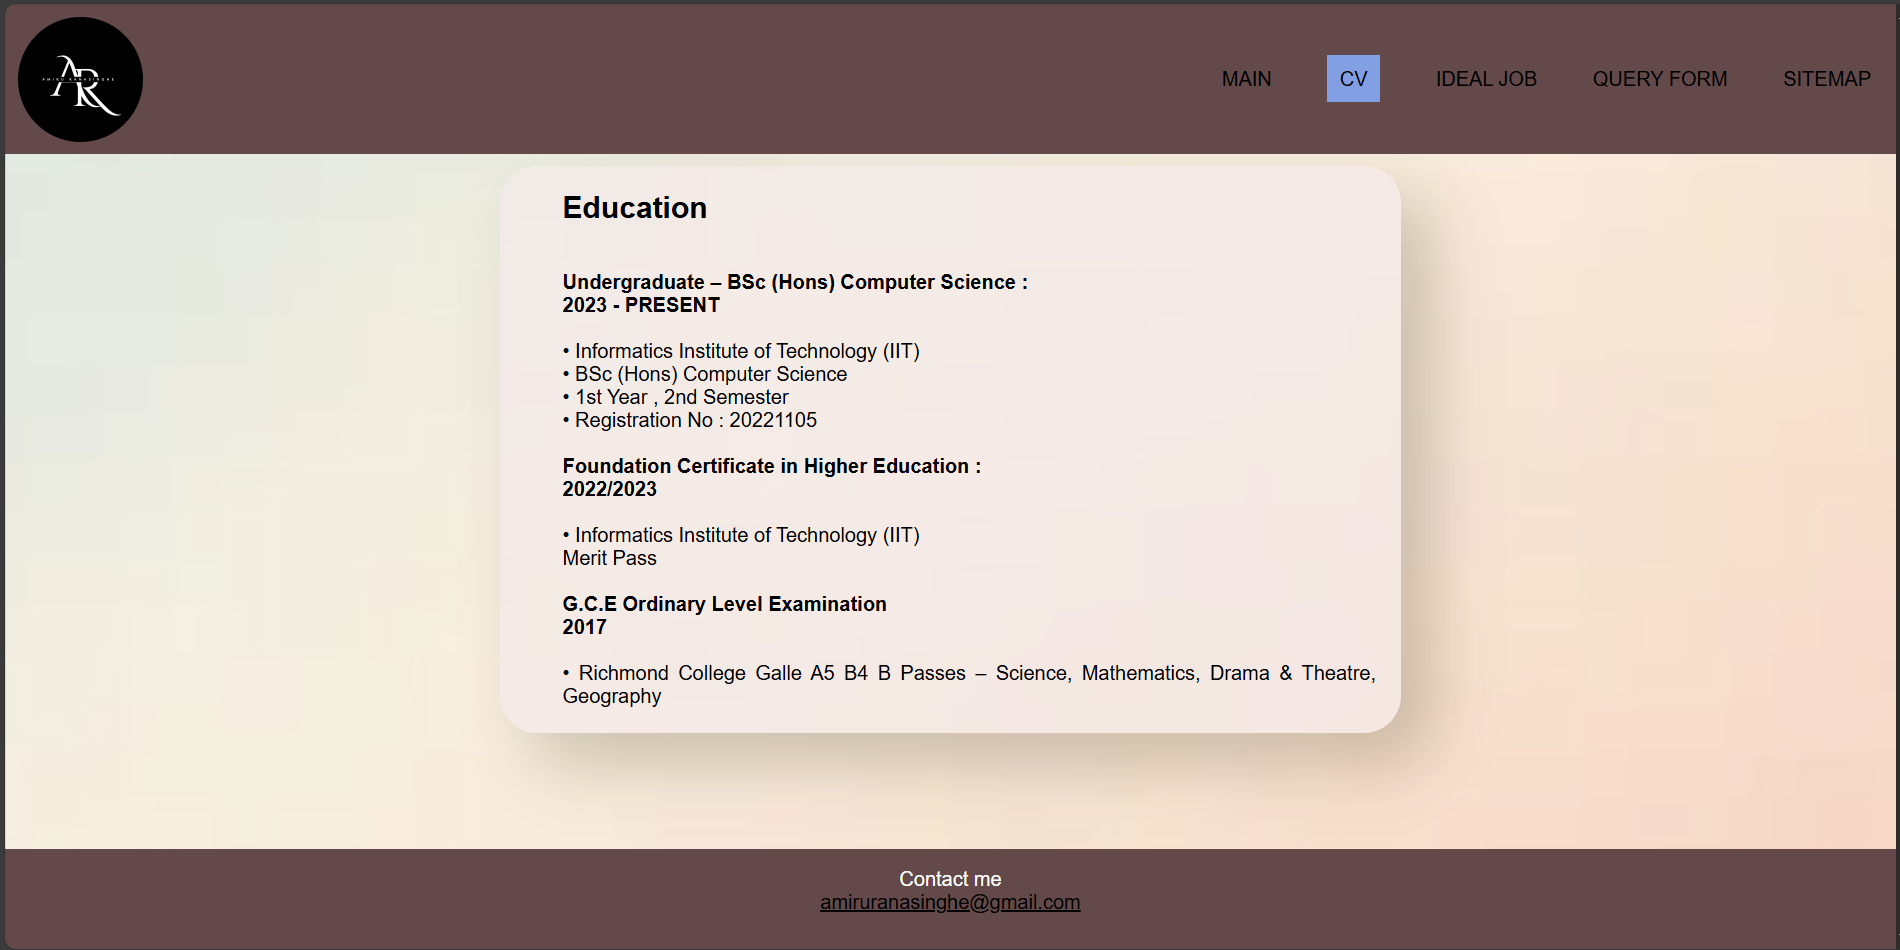 AR
AMIRU RANASINGHE
MAIN
CV
IDEAL JOB
QUERY FORM
SITEMAP
Education
Undergraduate – BSc (Hons) Computer Science :
2023 - PRESENT
• Informatics Institute of Technology (IIT)
• BSc (Hons) Computer Science
• 1st Year , 2nd Semester
• Registration No : 20221105
Foundation Certificate in Higher Education :
2022/2023
• Informatics Institute of Technology (IIT)
Merit Pass
G.C.E Ordinary Level Examination
2017
• Richmond College Galle A5 B4 B Passes – Science, Mathematics, Drama & Theatre,
Geography
Contact me
amiruranasinghe@gmail.com